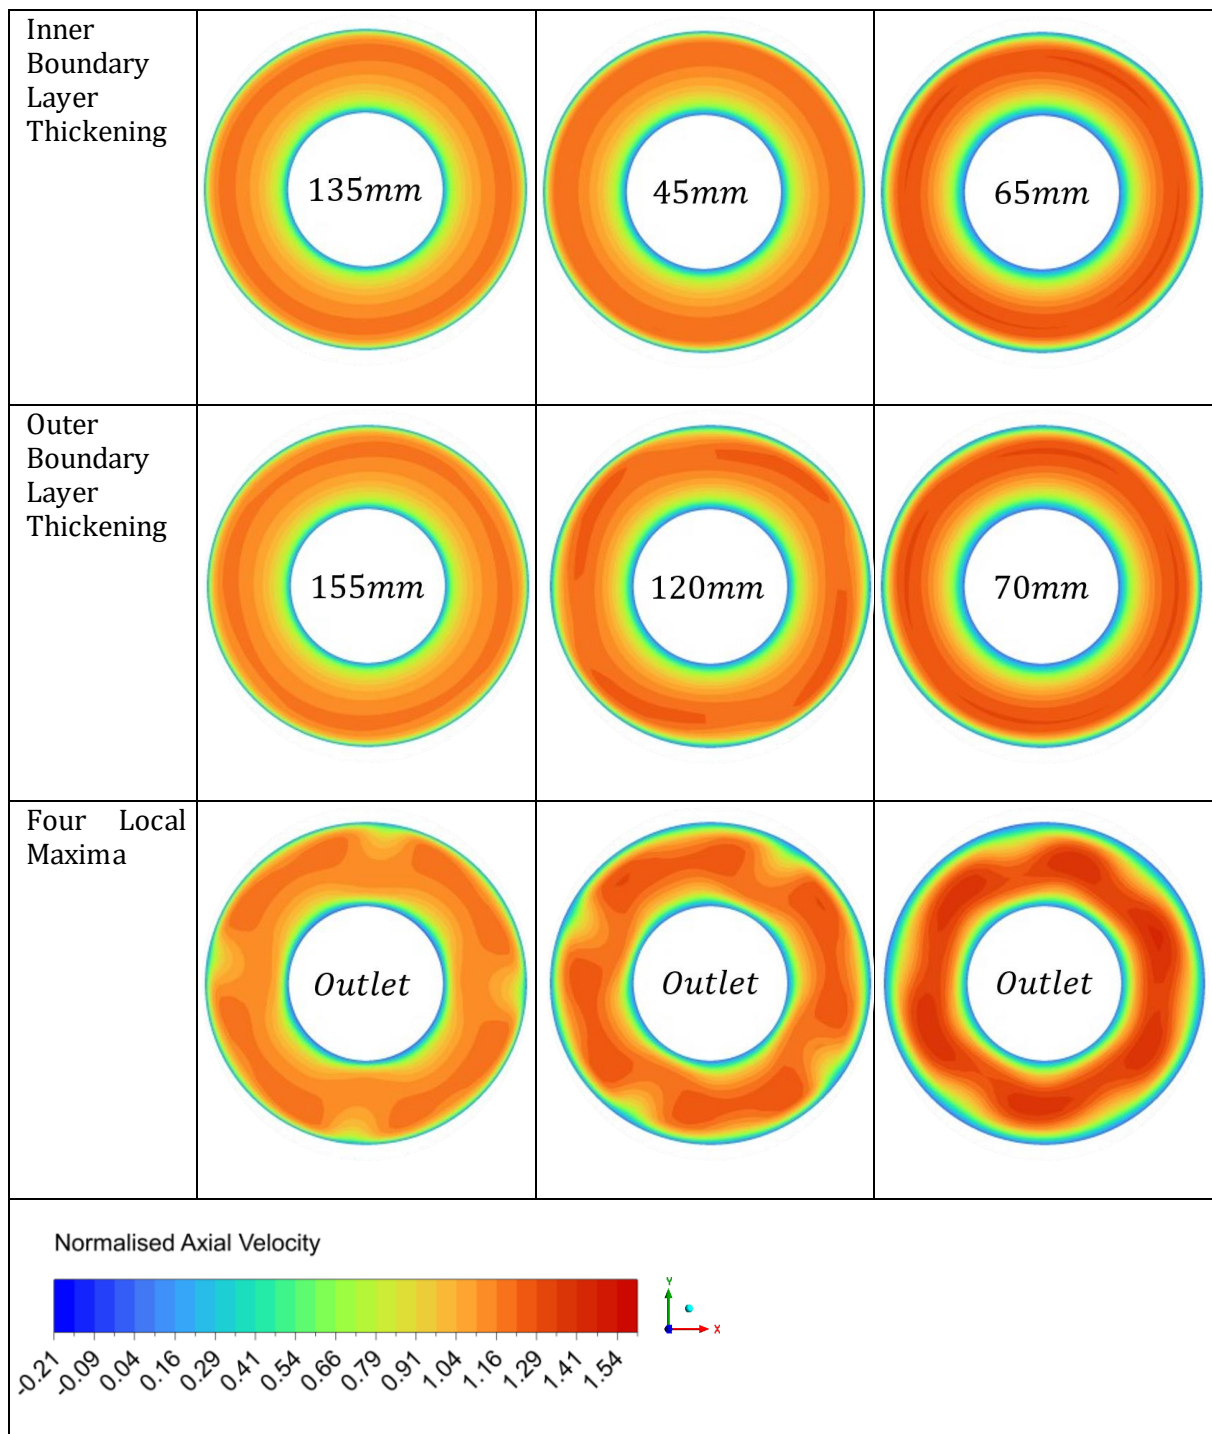 Inner
Boundary
Layer
Thickening
135mm
45mm
65mm
Outer
Boundary
Layer
Thickening
155mm
120mm
70mm
Four Local
Maxima
Outlet
Outlet
Outlet
Normalised Axial Velocity
-0.21 -0.09 0.04 0.16 0.29 0.41 0.54 0.66 0.79 0.91 1.04 1.16 1.29 1.41 1.54
Y
X